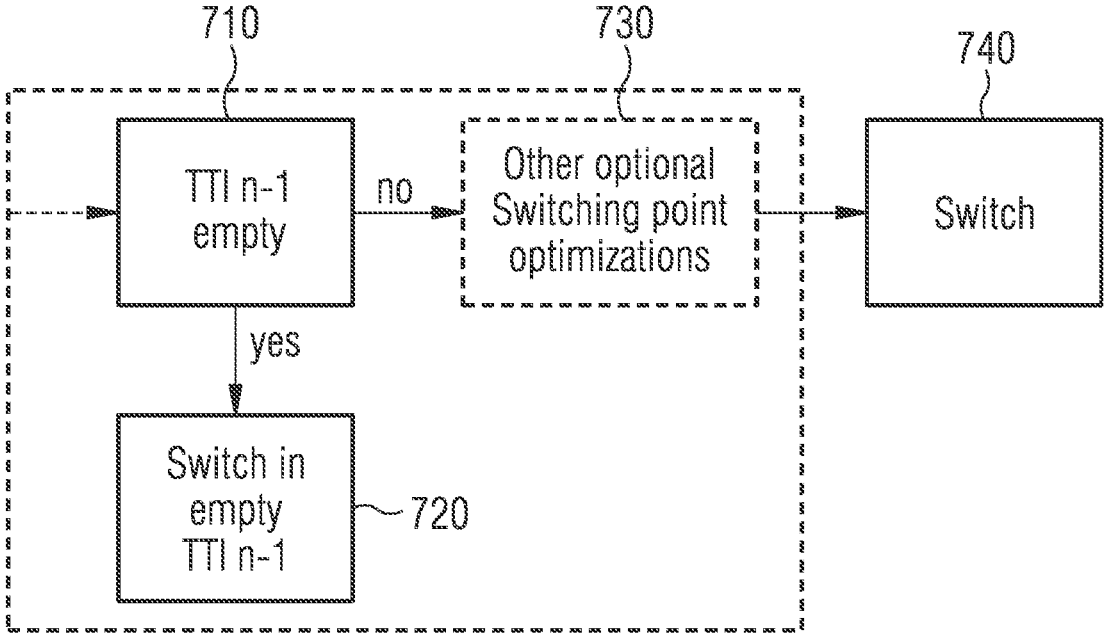 710
730
740
TTI n-1
empty
no
Other optional
Switching point
optimizations
Switch
yes
Switch in
empty
TTI n-1
720